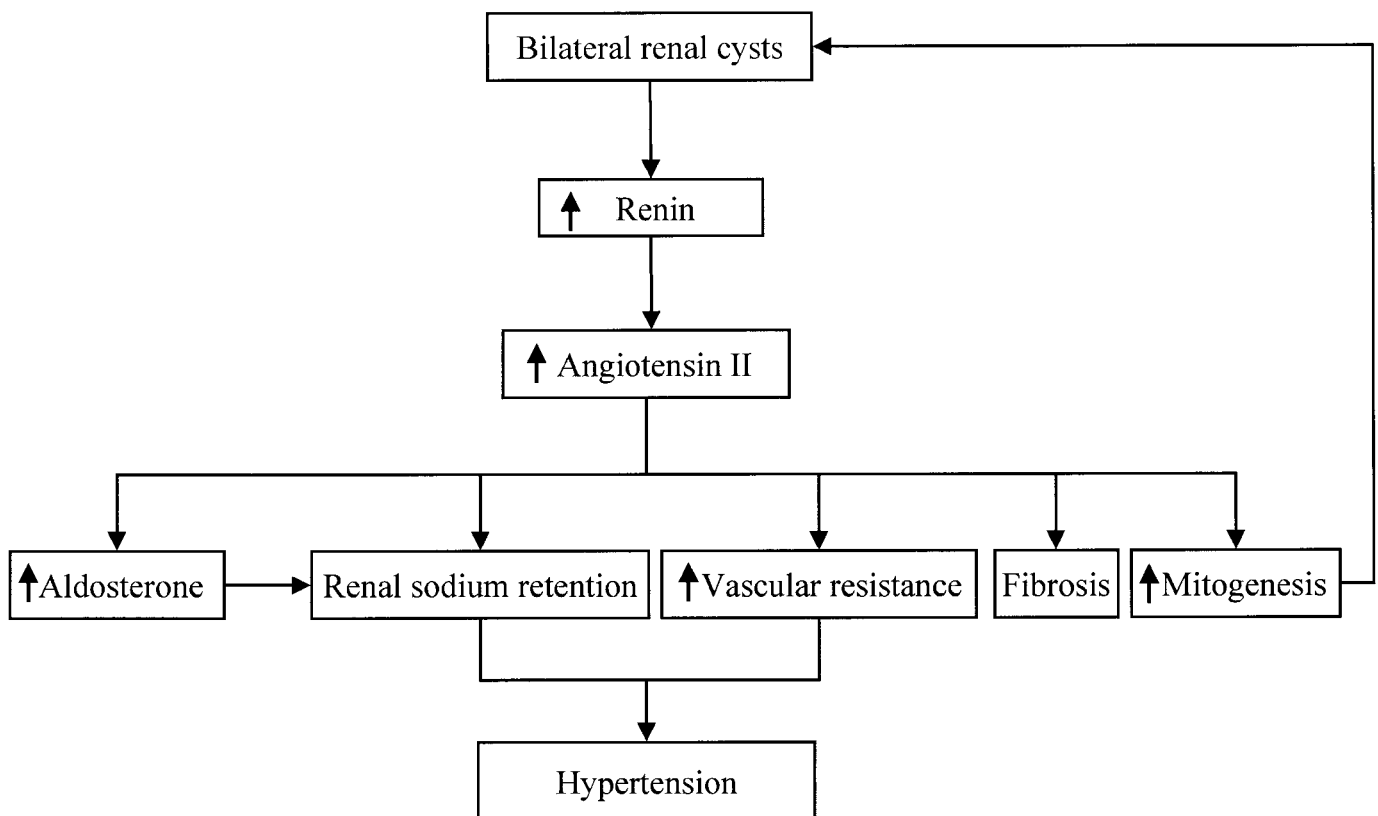 Bilateral renal cysts
↑ Renin
↑ Angiotensin II
↑ Aldosterone
Renal sodium retention
↑ Vascular resistance
Fibrosis
↑ Mitogenesis
Hypertension